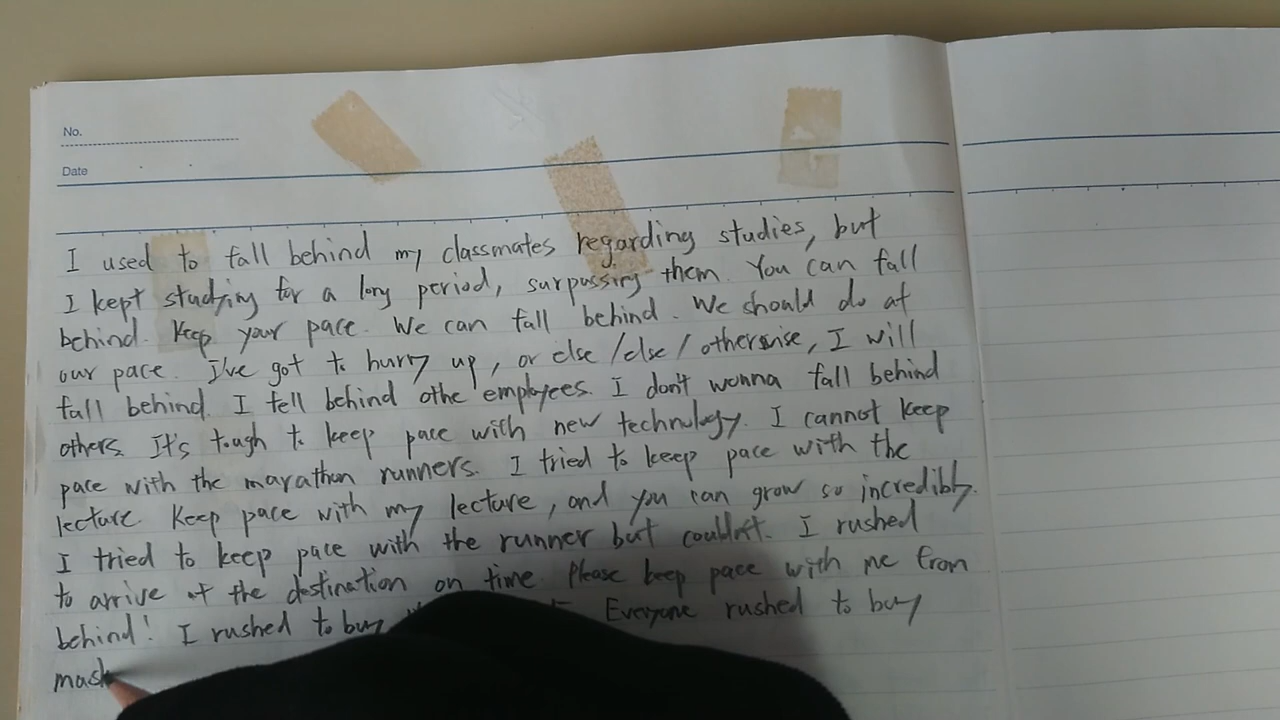 No.
Date
I used to fall behind my classmates regarding studies, but
I kept studying for a long period, surpassing them. You can fall
behind. Keep your pace. We can fall behind. We should do at
our pace. I've got to hurry up, or else / else / otherwise, I will
fall behind. I fell behind othe employees. I don't wonna fall behind
others. It's tough to keep pace with new technology. I cannot keep
pace with the marathon runners. I tried to keep pace with the
lecture. Keep pace with my lecture, and you can grow so incredibly.
I tried to keep pace with the runner but couldn't. I rushed
to arrive at the destination on time. Please keep pace with me from
behind! I rushed to buy Everyone rushed to buy
mask